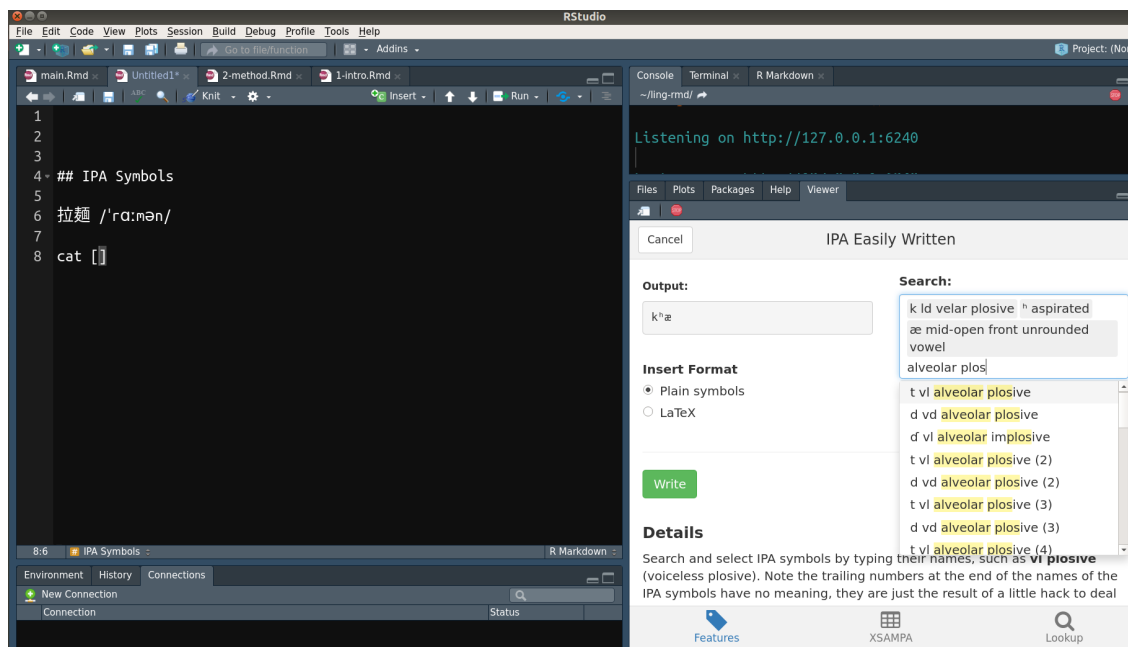 RStudio
File Edit Code View Plots Session Build Debug Profile Tools Help
Go to file/function Addins
main.Rmd Untitled1* 2-method.Rmd 1-intro.Rmd
ABC Knit Insert Run
1
2
3
4 ## IPA Symbols
5
6 拉麺 /ˈrɑːmən/
7
8 cat []
8:6 # IPA Symbols R Markdown
Environment History Connections
New Connection
Connection Status
Project: (No
Console Terminal R Markdown
~/ling-rmd/
Listening on http://127.0.0.1:6240
Files Plots Packages Help Viewer
Cancel IPA Easily Written
Output:
kʰæ
Insert Format
Plain symbols
LaTeX
Write
Search:
k ld velar plosive ʰ aspirated
æ mid-open front unrounded
vowel
alveolar plos
t vl alveolar plosive
d vd alveolar plosive
ɗ vl alveolar implosive
t vl alveolar plosive (2)
d vd alveolar plosive (2)
t vl alveolar plosive (3)
d vd alveolar plosive (3)
t vl alveolar plosive (4)
Details
Search and select IPA symbols by typing their names, such as vl plosive
(voiceless plosive). Note the trailing numbers at the end of the names of the
IPA symbols have no meaning, they are just the result of a little hack to deal
Features XSAMPA Lookup